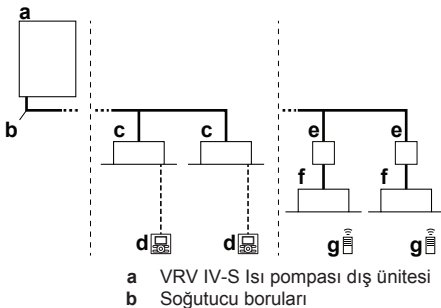 a
b
c c
d d
e e
f f
g g
a VRV IV-S Isı pompası dış ünitesi
b Soğutucu boruları